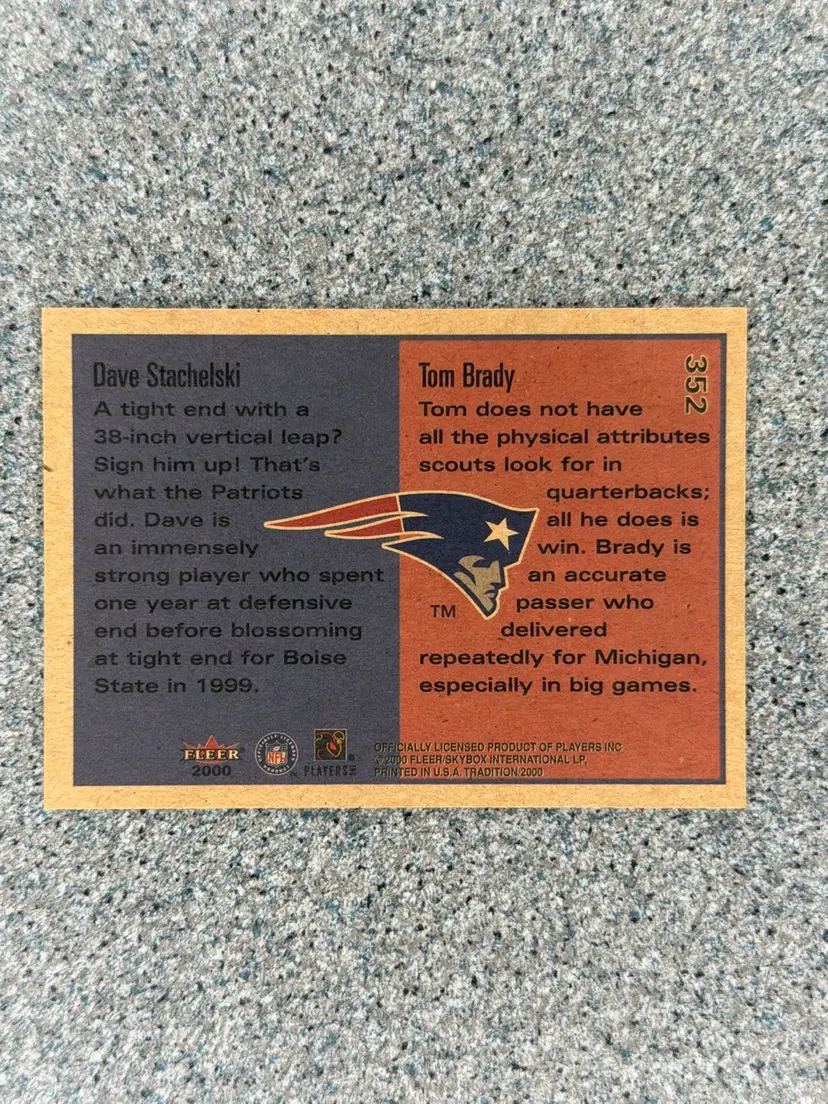 Dave Stachelski
A tight end with a
38-inch vertical leap?
Sign him up! That's
what the Patriots
did. Dave is
an immensely
strong player who spent
one year at defensive
end before blossoming
at tight end for Boise
State in 1999.
Tom Brady
352
Tom does not have
all the physical attributes
scouts look for in
quarterbacks;
all he does is
win. Brady is
an accurate
passer who
delivered
repeatedly for Michigan,
especially in big games.
TM
FLEER
2000
NFL
PLAYERS INC
OFFICIALLY LICENSED PRODUCT OF PLAYERS INC
©2000 FLEER/SKYBOX INTERNATIONAL LP,
PRINTED IN U.S.A. TRADITION/2000